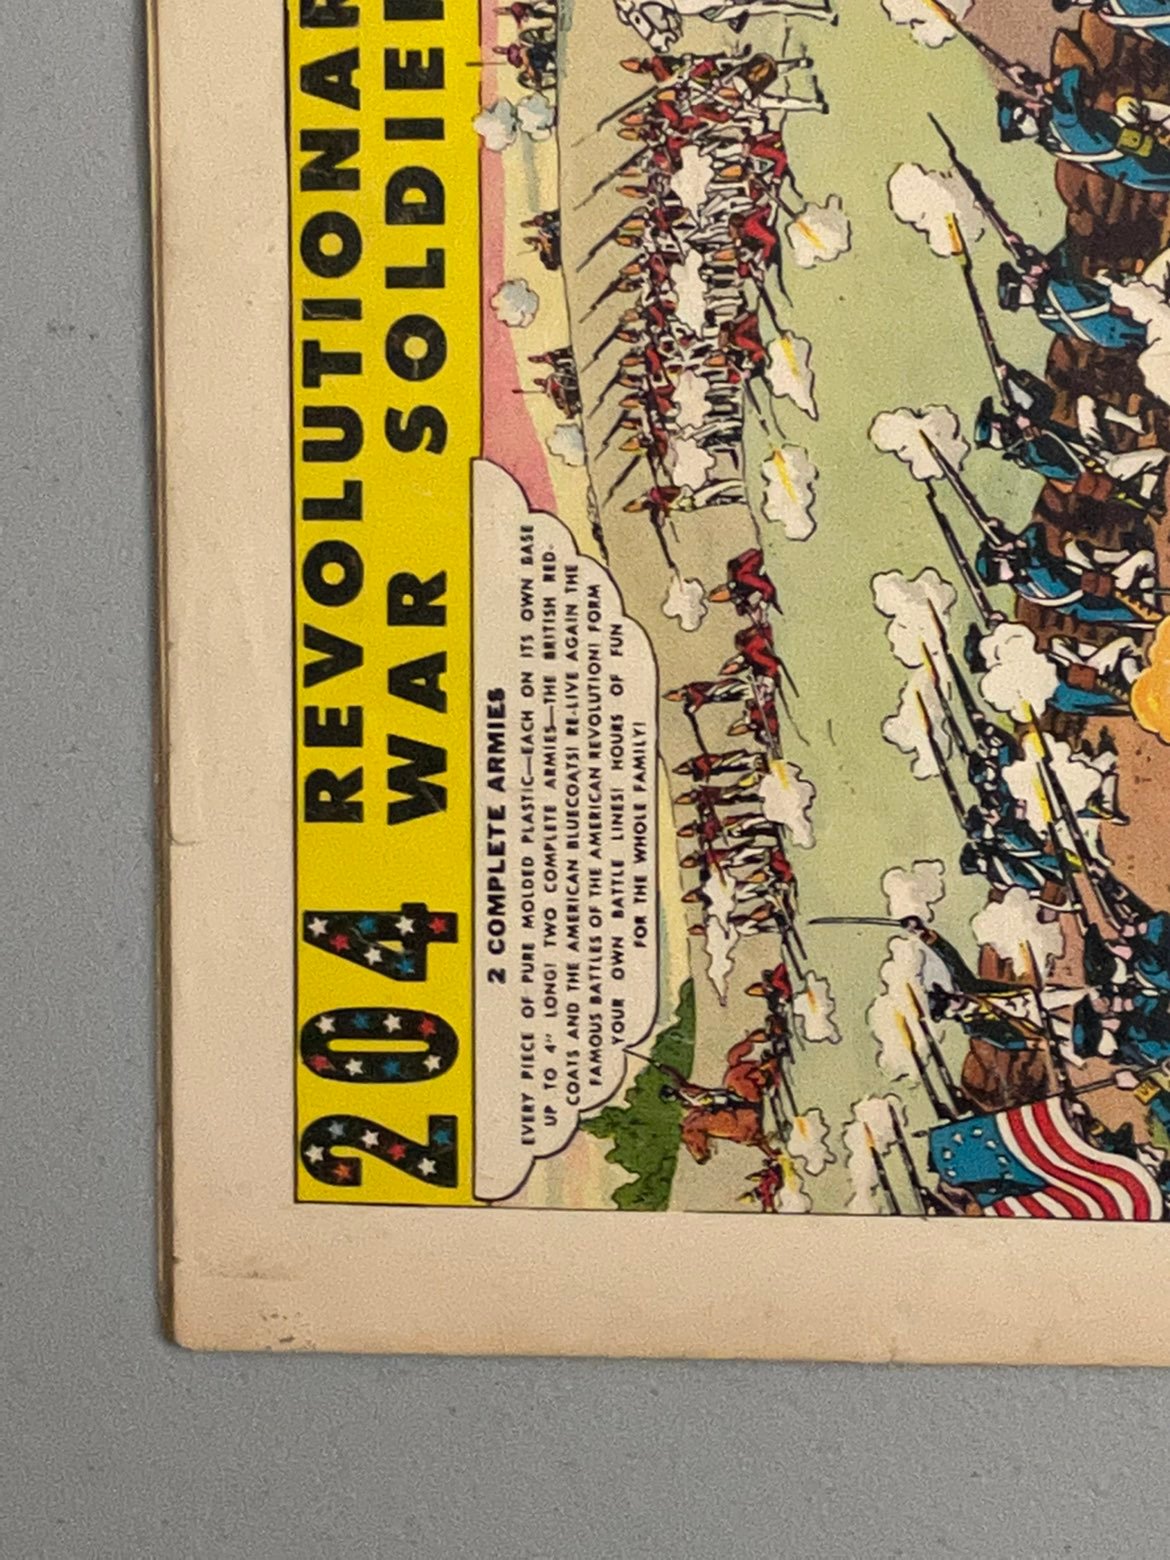 204 REVOLUTIONAR
WAR SOLDIE
2 COMPLETE ARMIES
EVERY PIECE OF PURE MOLDED PLASTIC—EACH ON ITS OWN BASE
UP TO 4" LONG! TWO COMPLETE ARMIES—THE BRITISH RED-
COATS AND THE AMERICAN BLUECOATS! RE-LIVE AGAIN THE
FAMOUS BATTLES OF THE AMERICAN REVOLUTION! FORM
YOUR OWN BATTLE LINES! HOURS OF FUN
FOR THE WHOLE FAMILY!